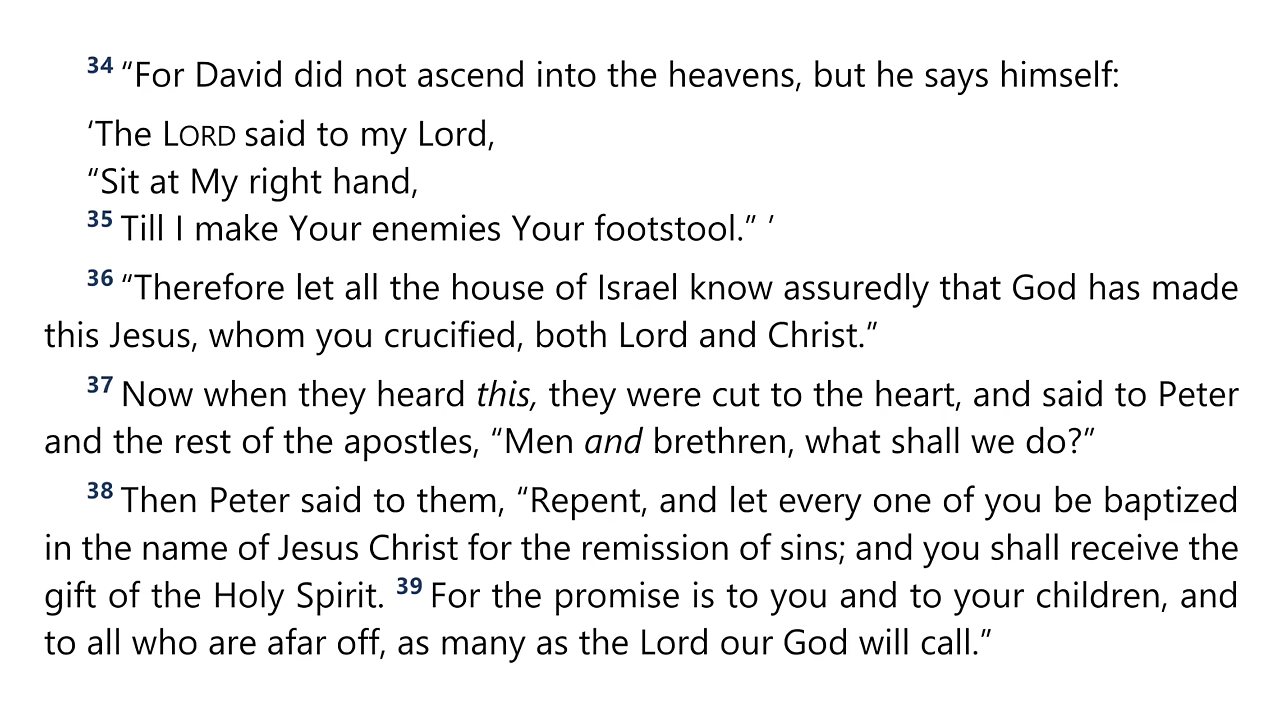 34 “For David did not ascend into the heavens, but he says himself:
‘The LORD said to my Lord,
“Sit at My right hand,
35 Till I make Your enemies Your footstool.” ’
36 “Therefore let all the house of Israel know assuredly that God has made
this Jesus, whom you crucified, both Lord and Christ.”
37 Now when they heard this, they were cut to the heart, and said to Peter
and the rest of the apostles, “Men and brethren, what shall we do?”
38 Then Peter said to them, “Repent, and let every one of you be baptized
in the name of Jesus Christ for the remission of sins; and you shall receive the
gift of the Holy Spirit. 39 For the promise is to you and to your children, and
to all who are afar off, as many as the Lord our God will call.”